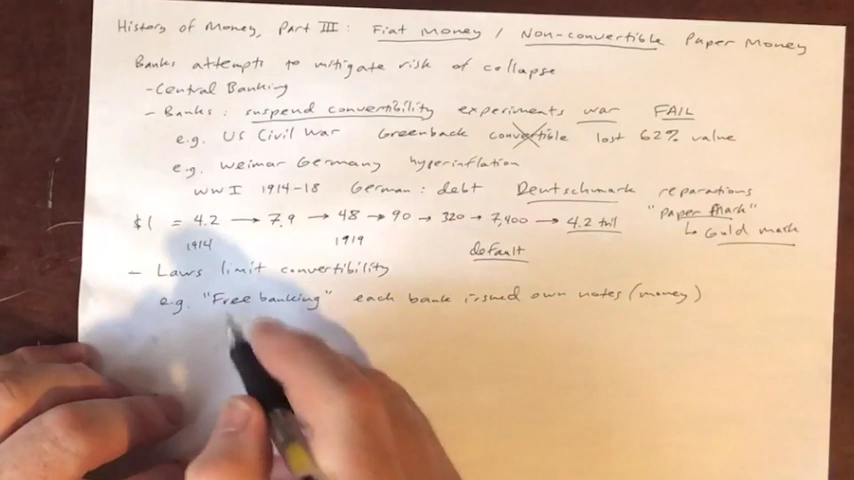 History of Money, Part III: Fiat Money / Non-convertible Paper Money
Banks attempts to mitigate risk of collapse
- Central Banking
- Banks: suspend convertibility experiments war FAIL
e.g. US Civil War Greenback convertible lost 62% value
e.g. Weimar Germany hyperinflation
WWI 1914-18 German: debt Deutschmark reparations
"paper Mark"
$1 = 4.2 → 7.9 → 48 → 90 → 320 → 7,400 → 4.2 tril
↳ Gold mark
1914 1919 default
- Laws limit convertibility
e.g. "Free banking" each bank issued own notes (money)